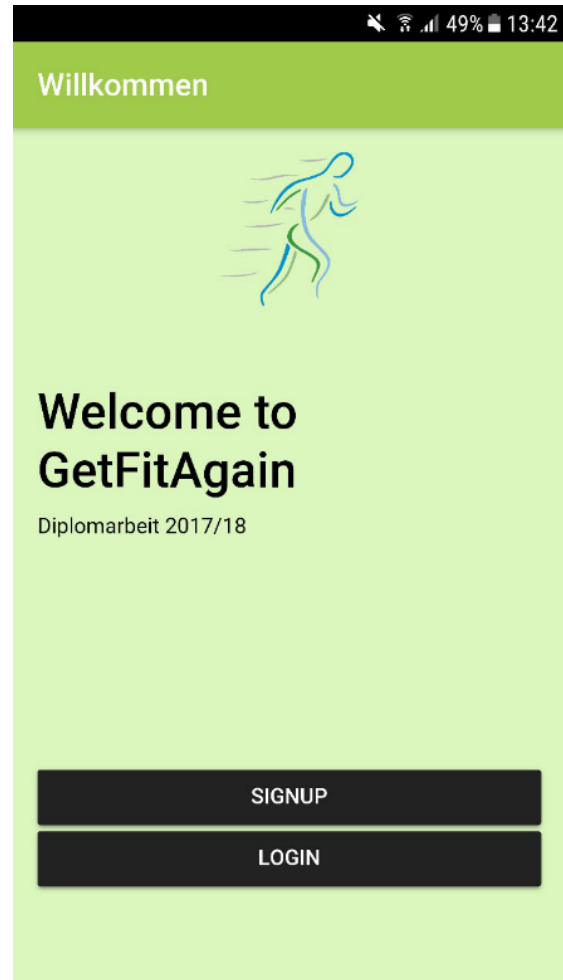 49% 13:42
Willkommen
Welcome to
GetFitAgain
Diplomarbeit 2017/18
SIGNUP
LOGIN